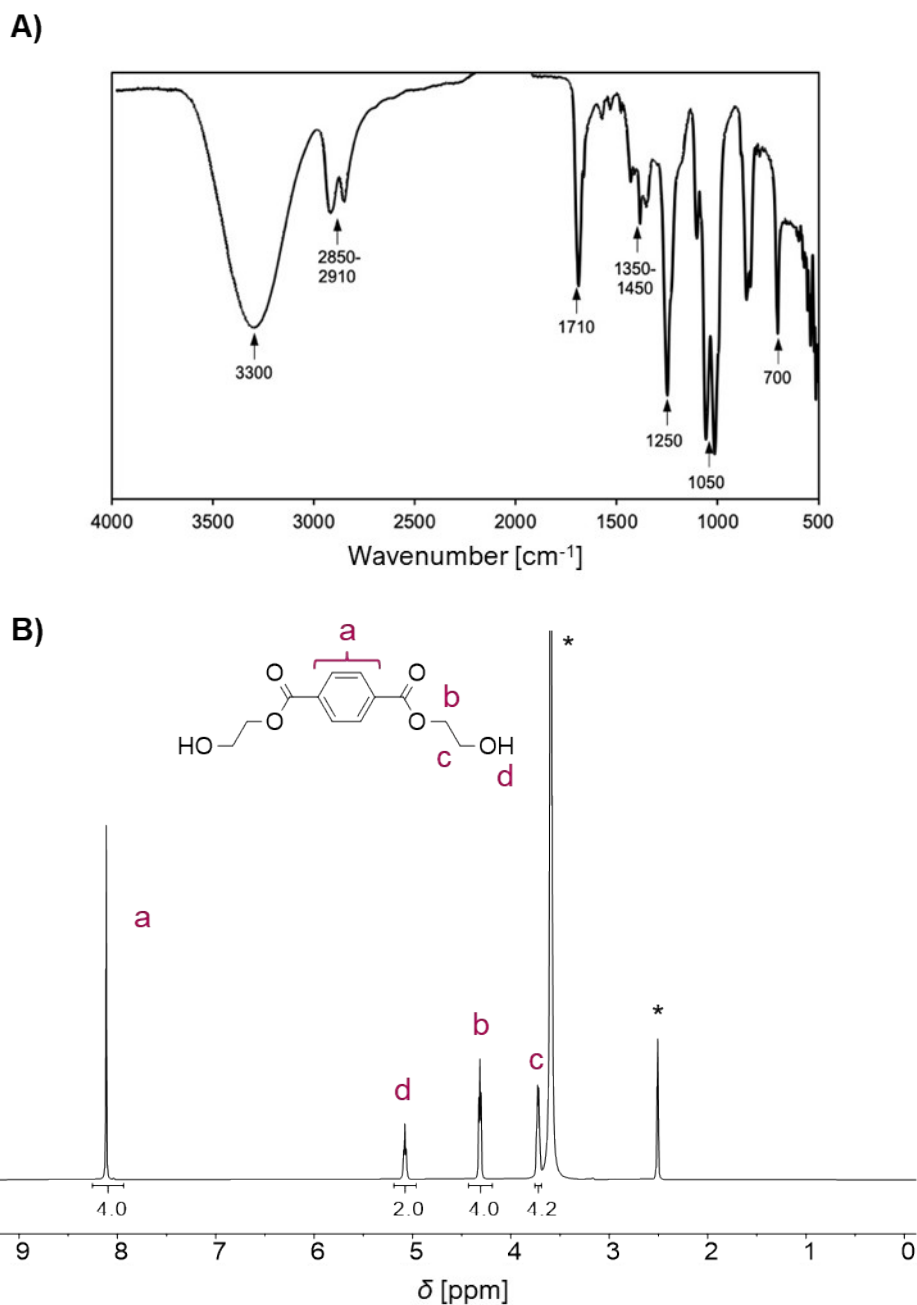 A)
2850-
2910
3300
1710
1350-
1450
1250
1050
700
4000 3500 3000 2500 2000 1500 1000 500
Wavenumber [cm-1]
B)
a
*
O O
b
O O
HO OH
c
d
a
*
b
c
d
4.0 2.0 4.0 4.2
9 8 7 6 5 4 3 2 1 0
δ [ppm]